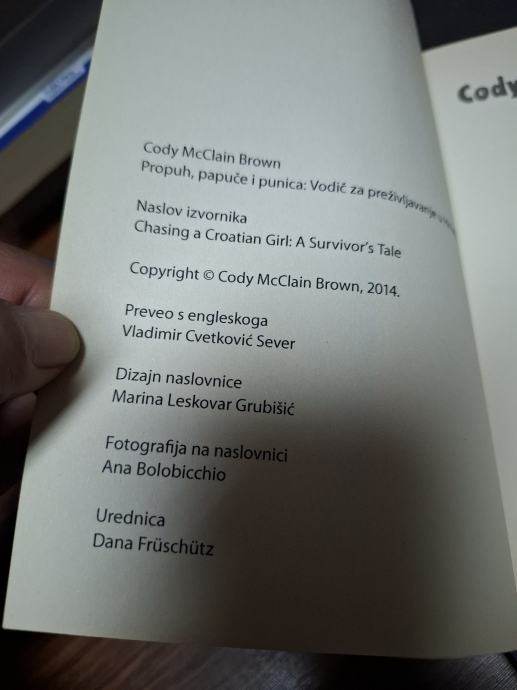 Cody McClain Brown
Propuh, papuče i punica: Vodič za preživljavanje u
Naslov izvornika
Chasing a Croatian Girl: A Survivor's Tale
Copyright © Cody McClain Brown, 2014.
Preveo s engleskoga
Vladimir Cvetković Sever
Dizajn naslovnice
Marina Leskovar Grubišić
Fotografija na naslovnici
Ana Bolobicchio
Urednica
Dana Früschütz
Cody